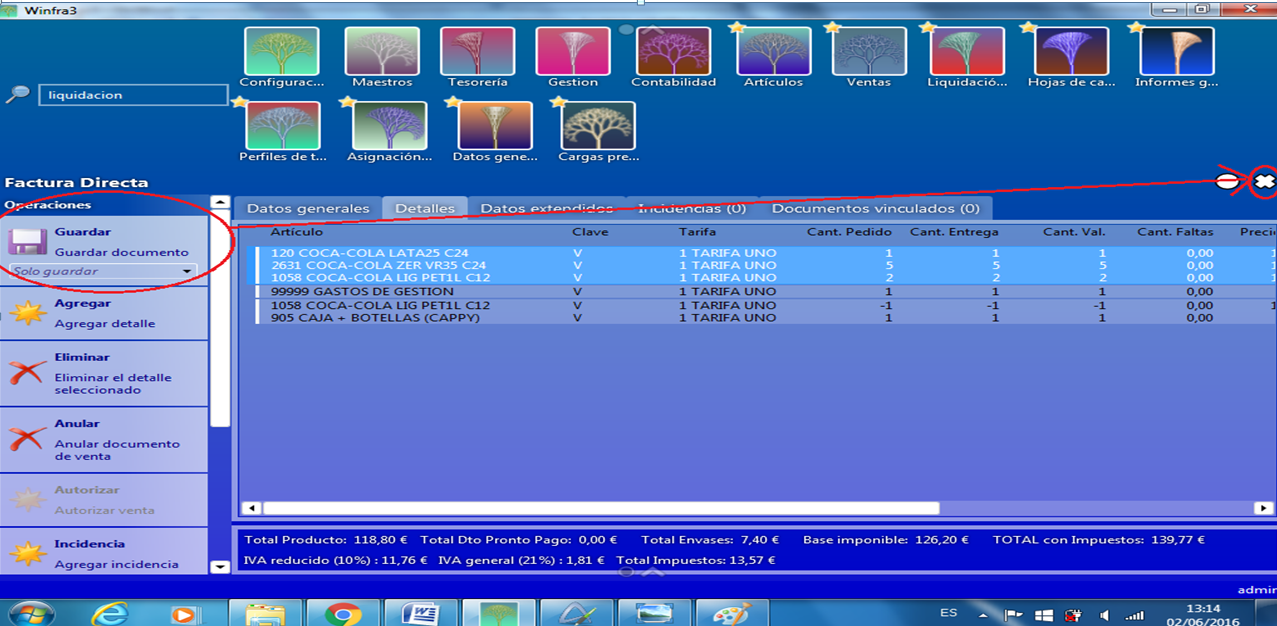 Winfra3
liquidacion
Configurac... Maestros Tesorería Gestion Contabilidad Artículos Ventas Liquidació... Hojas de ca... Informes g...
Perfiles de t... Asignación... Datos gene... Cargas pre...
Factura Directa
Operaciones
Guardar
Guardar documento
Solo guardar
Agregar
Agregar detalle
Eliminar
Eliminar el detalle
seleccionado
Anular
Anular documento
de venta
Autorizar
Autorizar venta
Incidencia
Agregar incidencia
Datos generales Detalles Datos extendidos Incidencias (0) Documentos vinculados (0)
Artículo Clave Tarifa Cant. Pedido Cant. Entrega Cant. Val. Cant. Faltas Precio
120 COCA-COLA LATA25 C24 V 1 TARIFA UNO 1 1 1 0,00 1
2631 COCA-COLA ZER VR35 C24 V 1 TARIFA UNO 5 5 5 0,00
1058 COCA-COLA LIG PET1L C12 V 1 TARIFA UNO 2 2 2 0,00 1
99999 GASTOS DE GESTION V 1 TARIFA UNO 1 1 1 0,00
1058 COCA-COLA LIG PET1L C12 V 1 TARIFA UNO -1 -1 -1 0,00 1
905 CAJA + BOTELLAS (CAPPY) V 1 TARIFA UNO 1 1 1 0,00
Total Producto: 118,80 € Total Dto Pronto Pago: 0,00 € Total Envases: 7,40 € Base imponible: 126,20 € TOTAL con Impuestos: 139,77 €
IVA reducido (10%) : 11,76 € IVA general (21%) : 1,81 € Total Impuestos: 13,57 €
admin
ES 13:14
02/06/2016